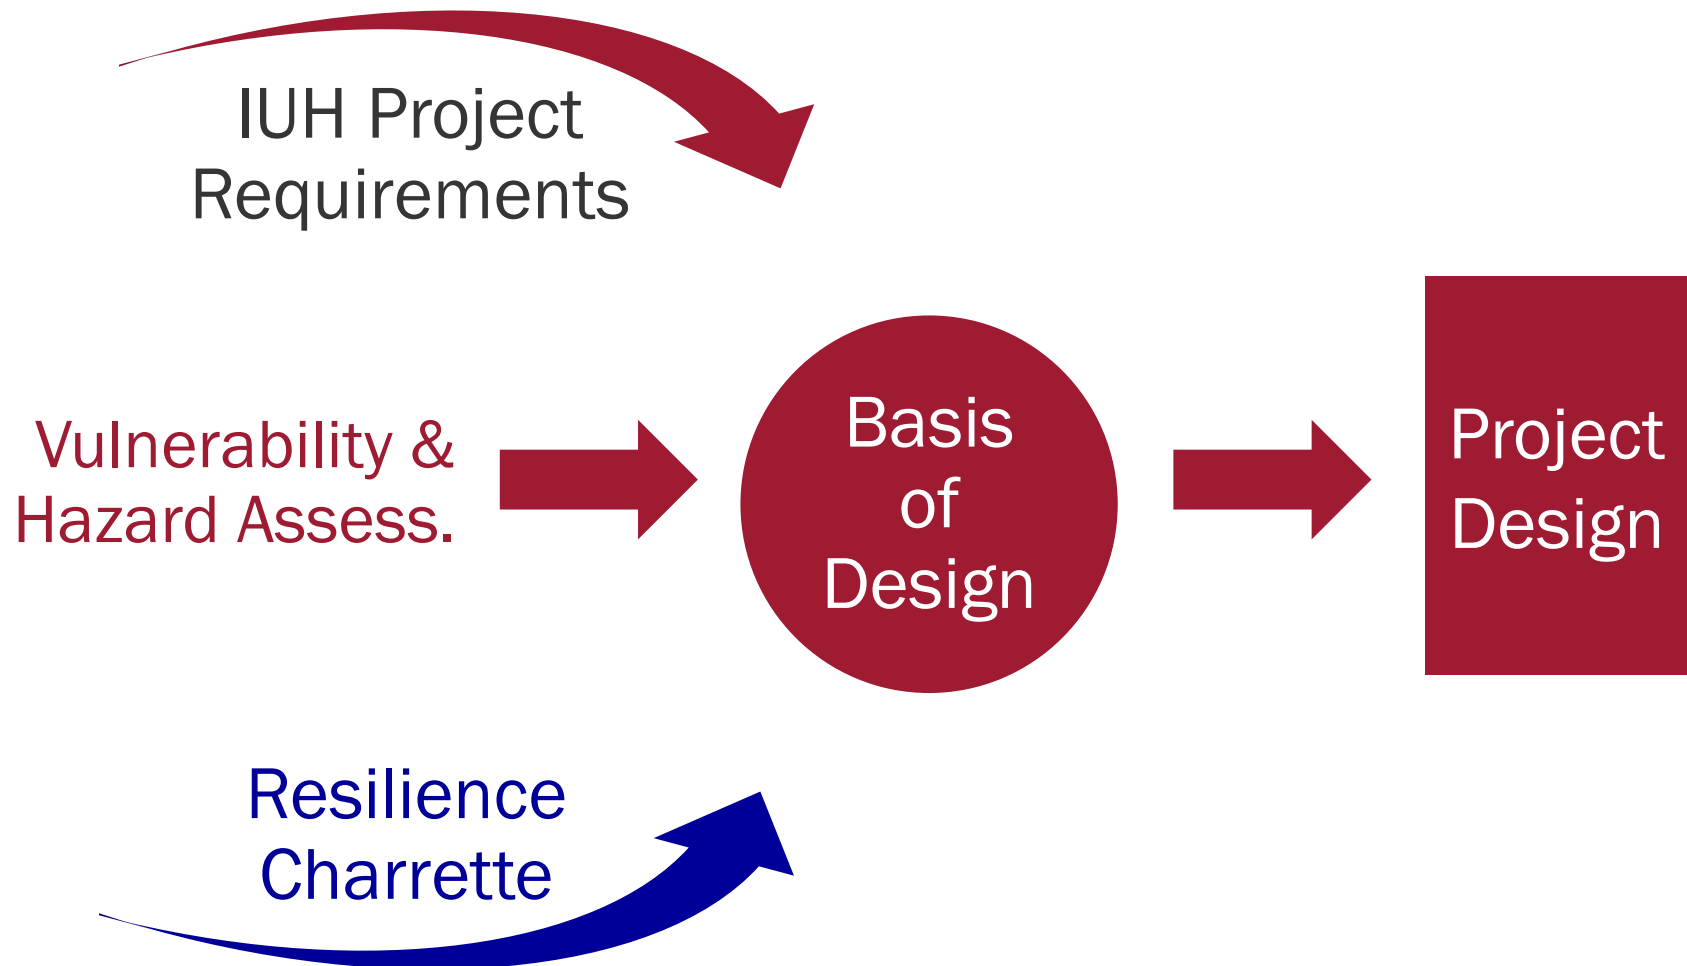 IUH Project
Requirements
Vulnerability &
Hazard Assess.
Basis
of
Design
Project
Design
Resilience
Charrette